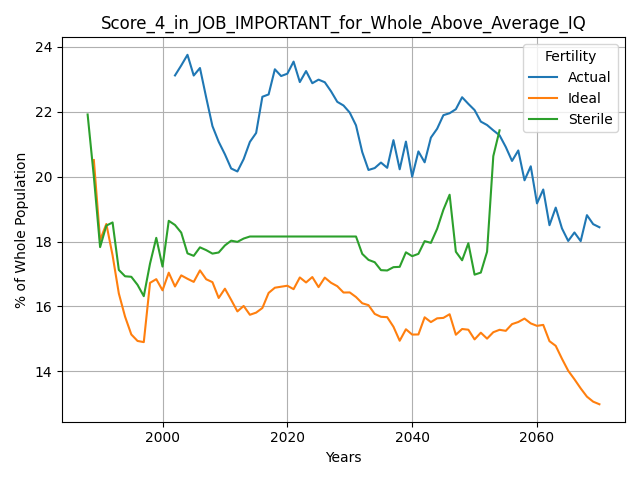 Score_4_in_JOB_IMPORTANT_for_Whole_Above_Average_IQ
Fertility
Actual
Ideal
Sterile
% of Whole Population
24
22
20
18
16
14
2000
2020
2040
2060
Years